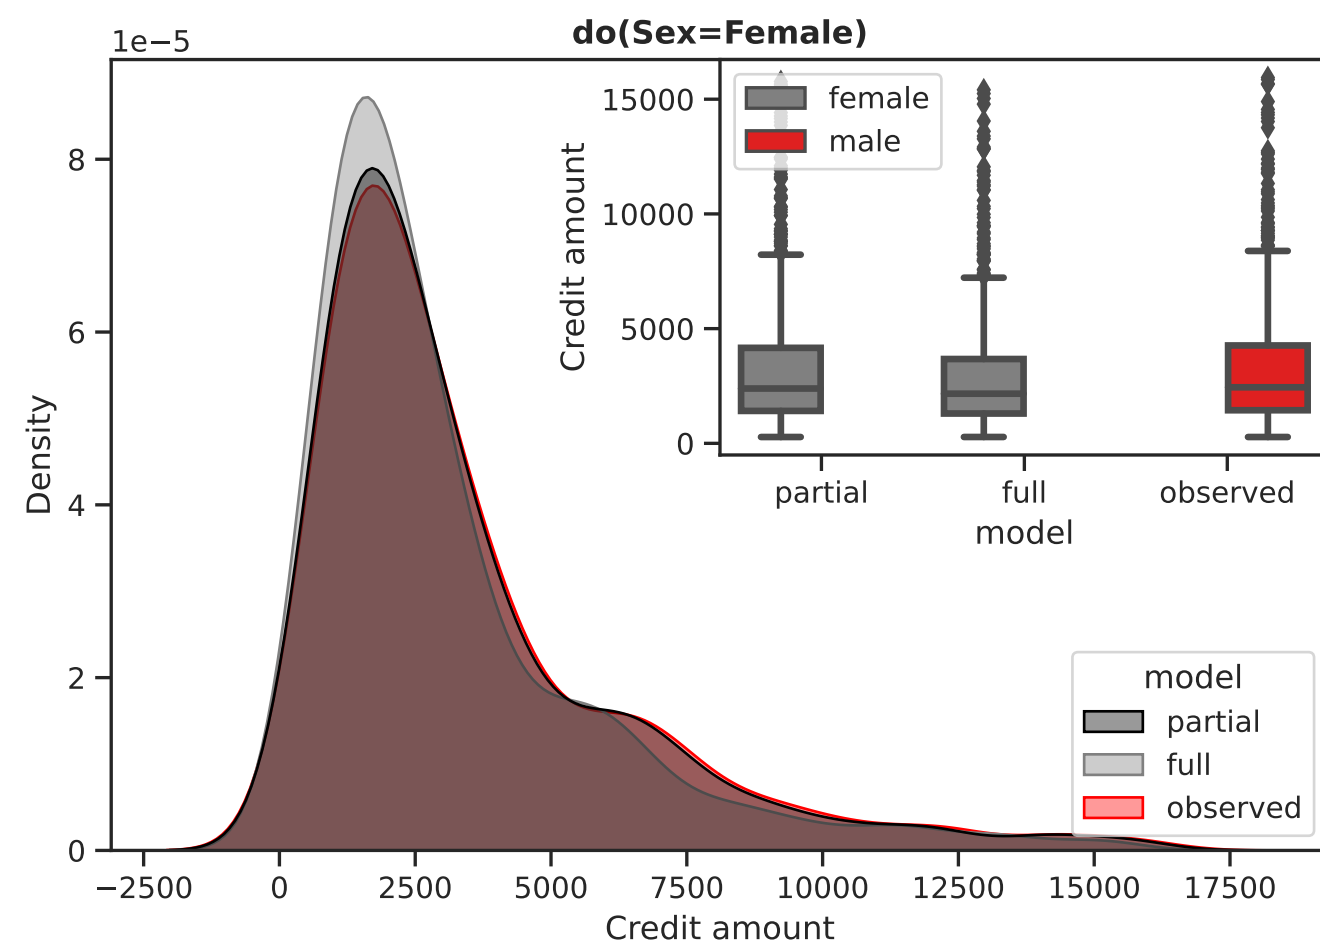 do(Sex=Female)
1e−5
8
6
4
2
0
Density
−2500 0 2500 5000 7500 10000 12500 15000 17500
Credit amount
15000
10000
5000
0
Credit amount
female
male
partial full observed
model
model
partial
full
observed